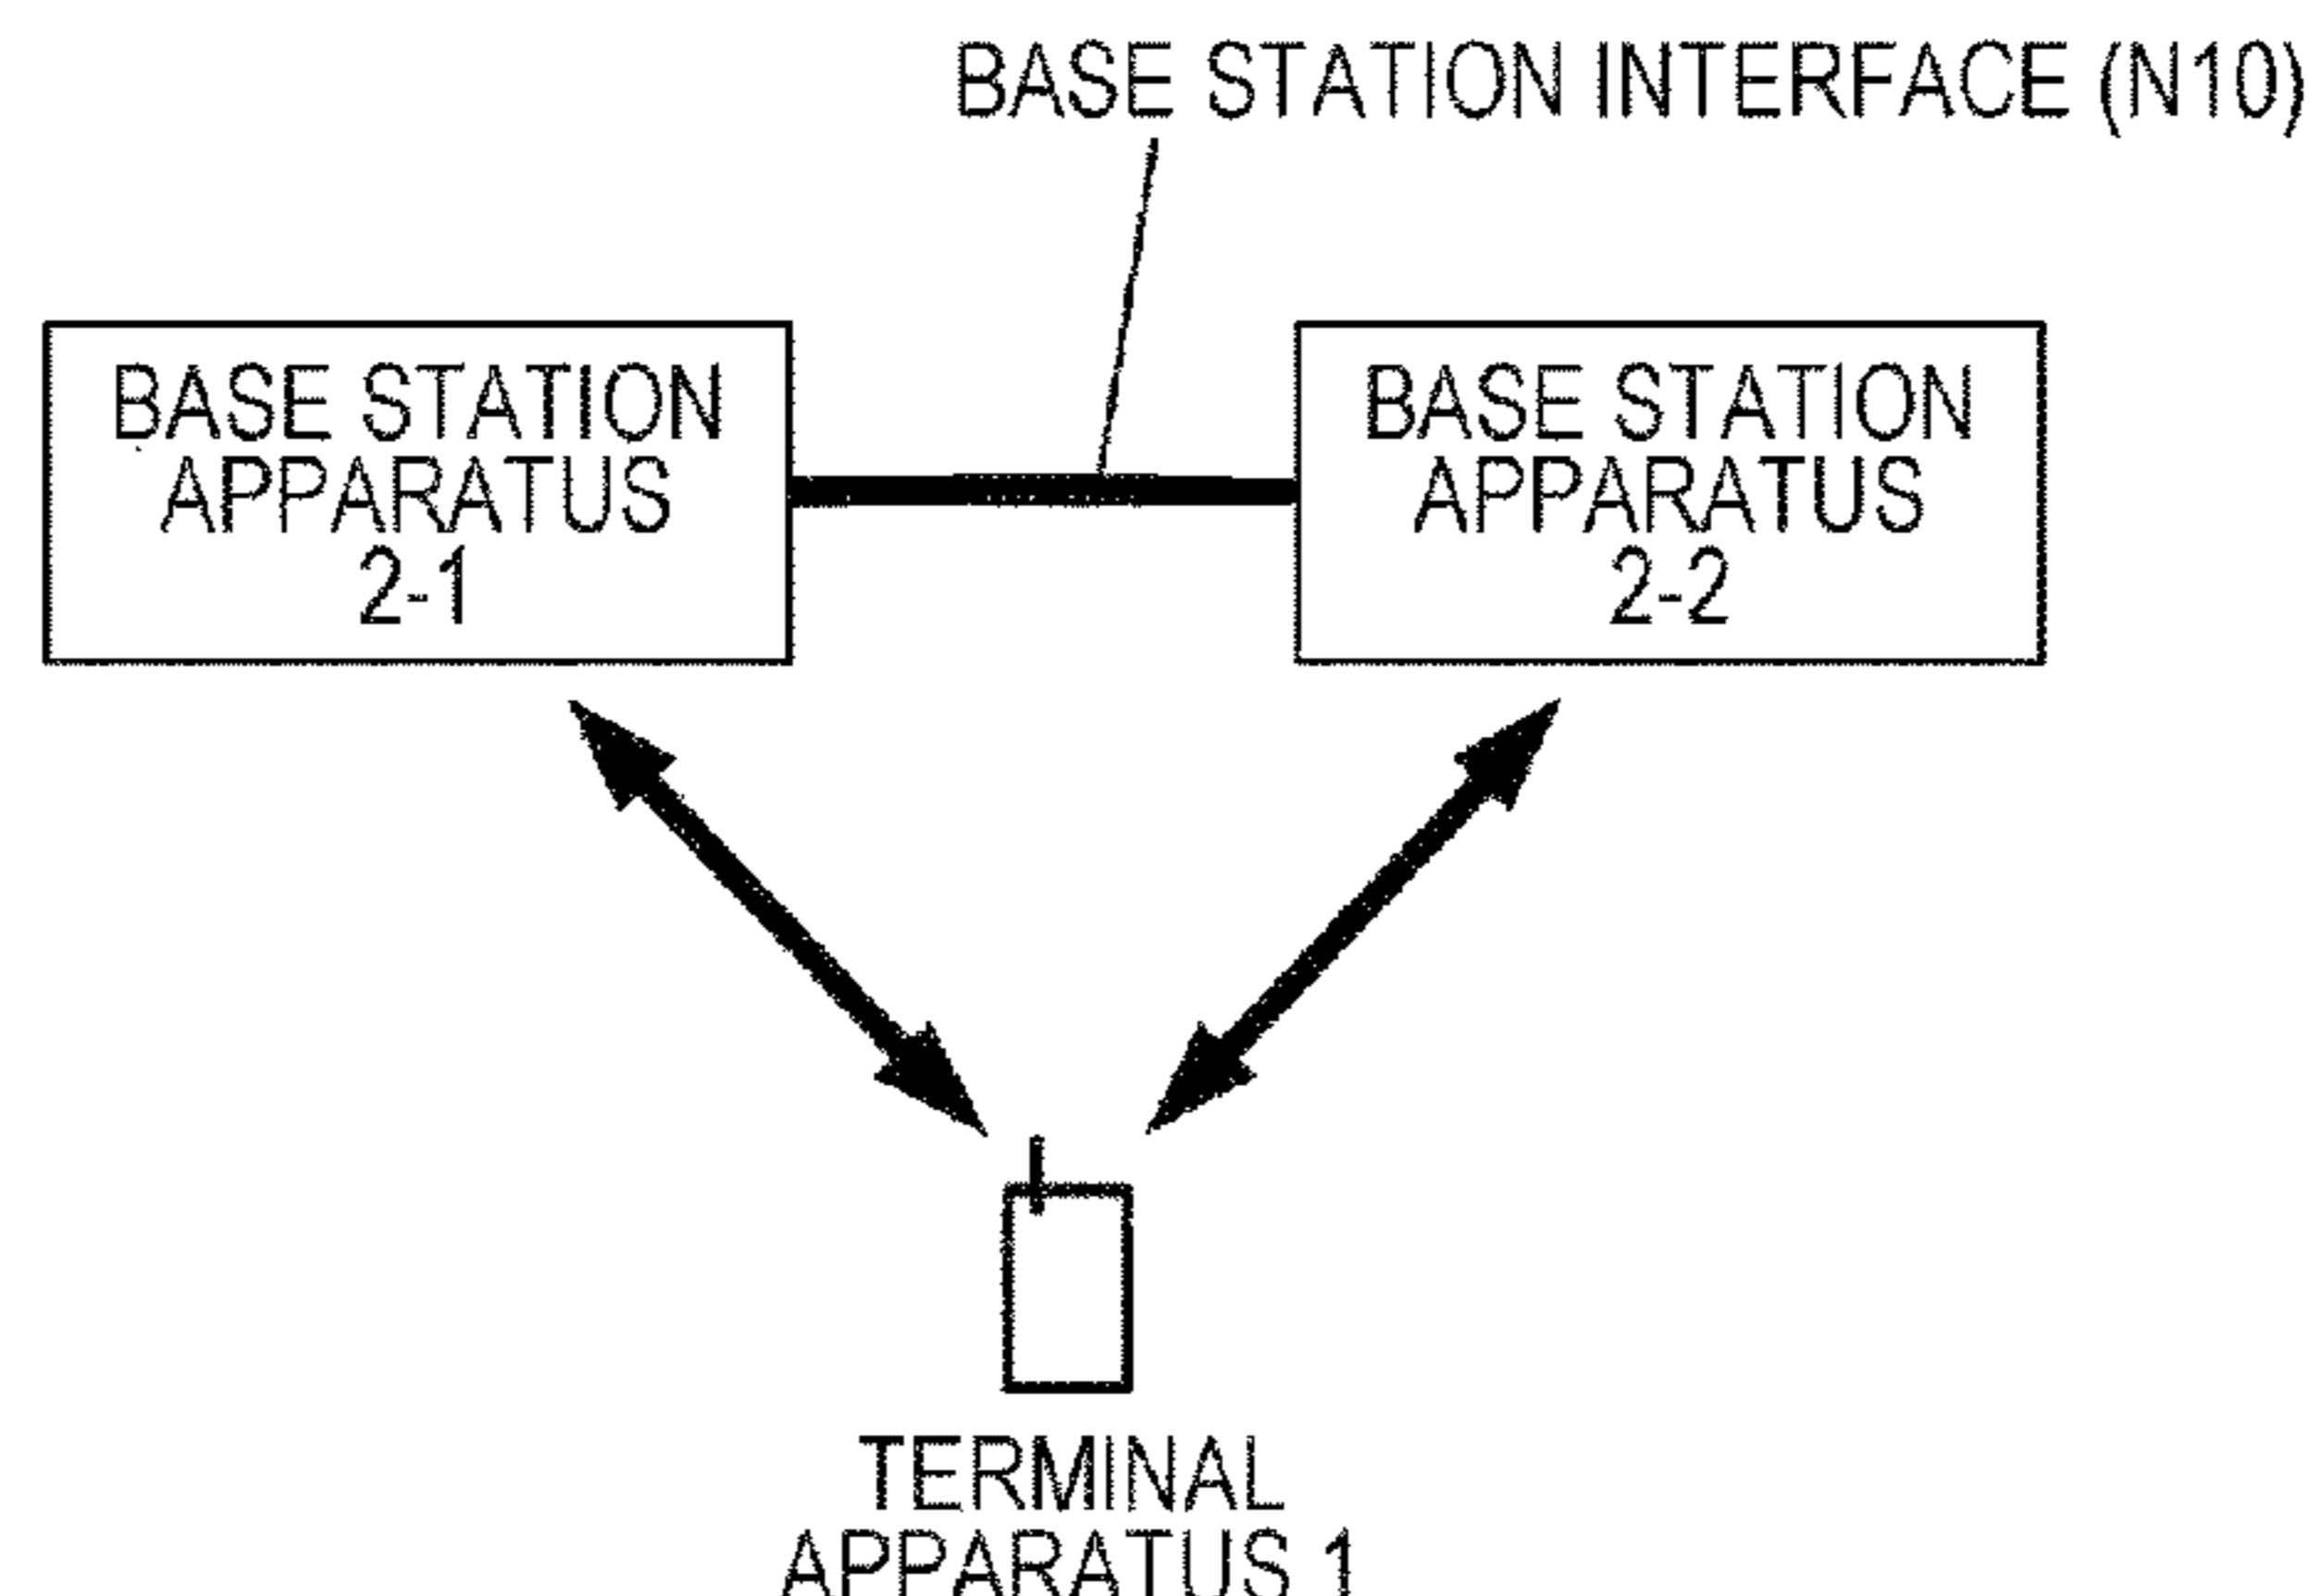 BASE STATION INTERFACE (N10)
BASE STATION
APPARATUS
2-1
BASE STATION
APPARATUS
2-2
TERMINAL
APPARATUS 1